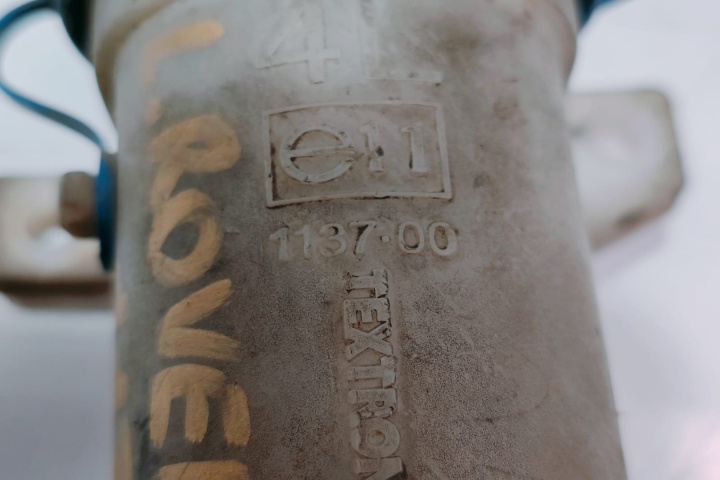 4L
e11
1137-00
TEXTRON
L.ROVER